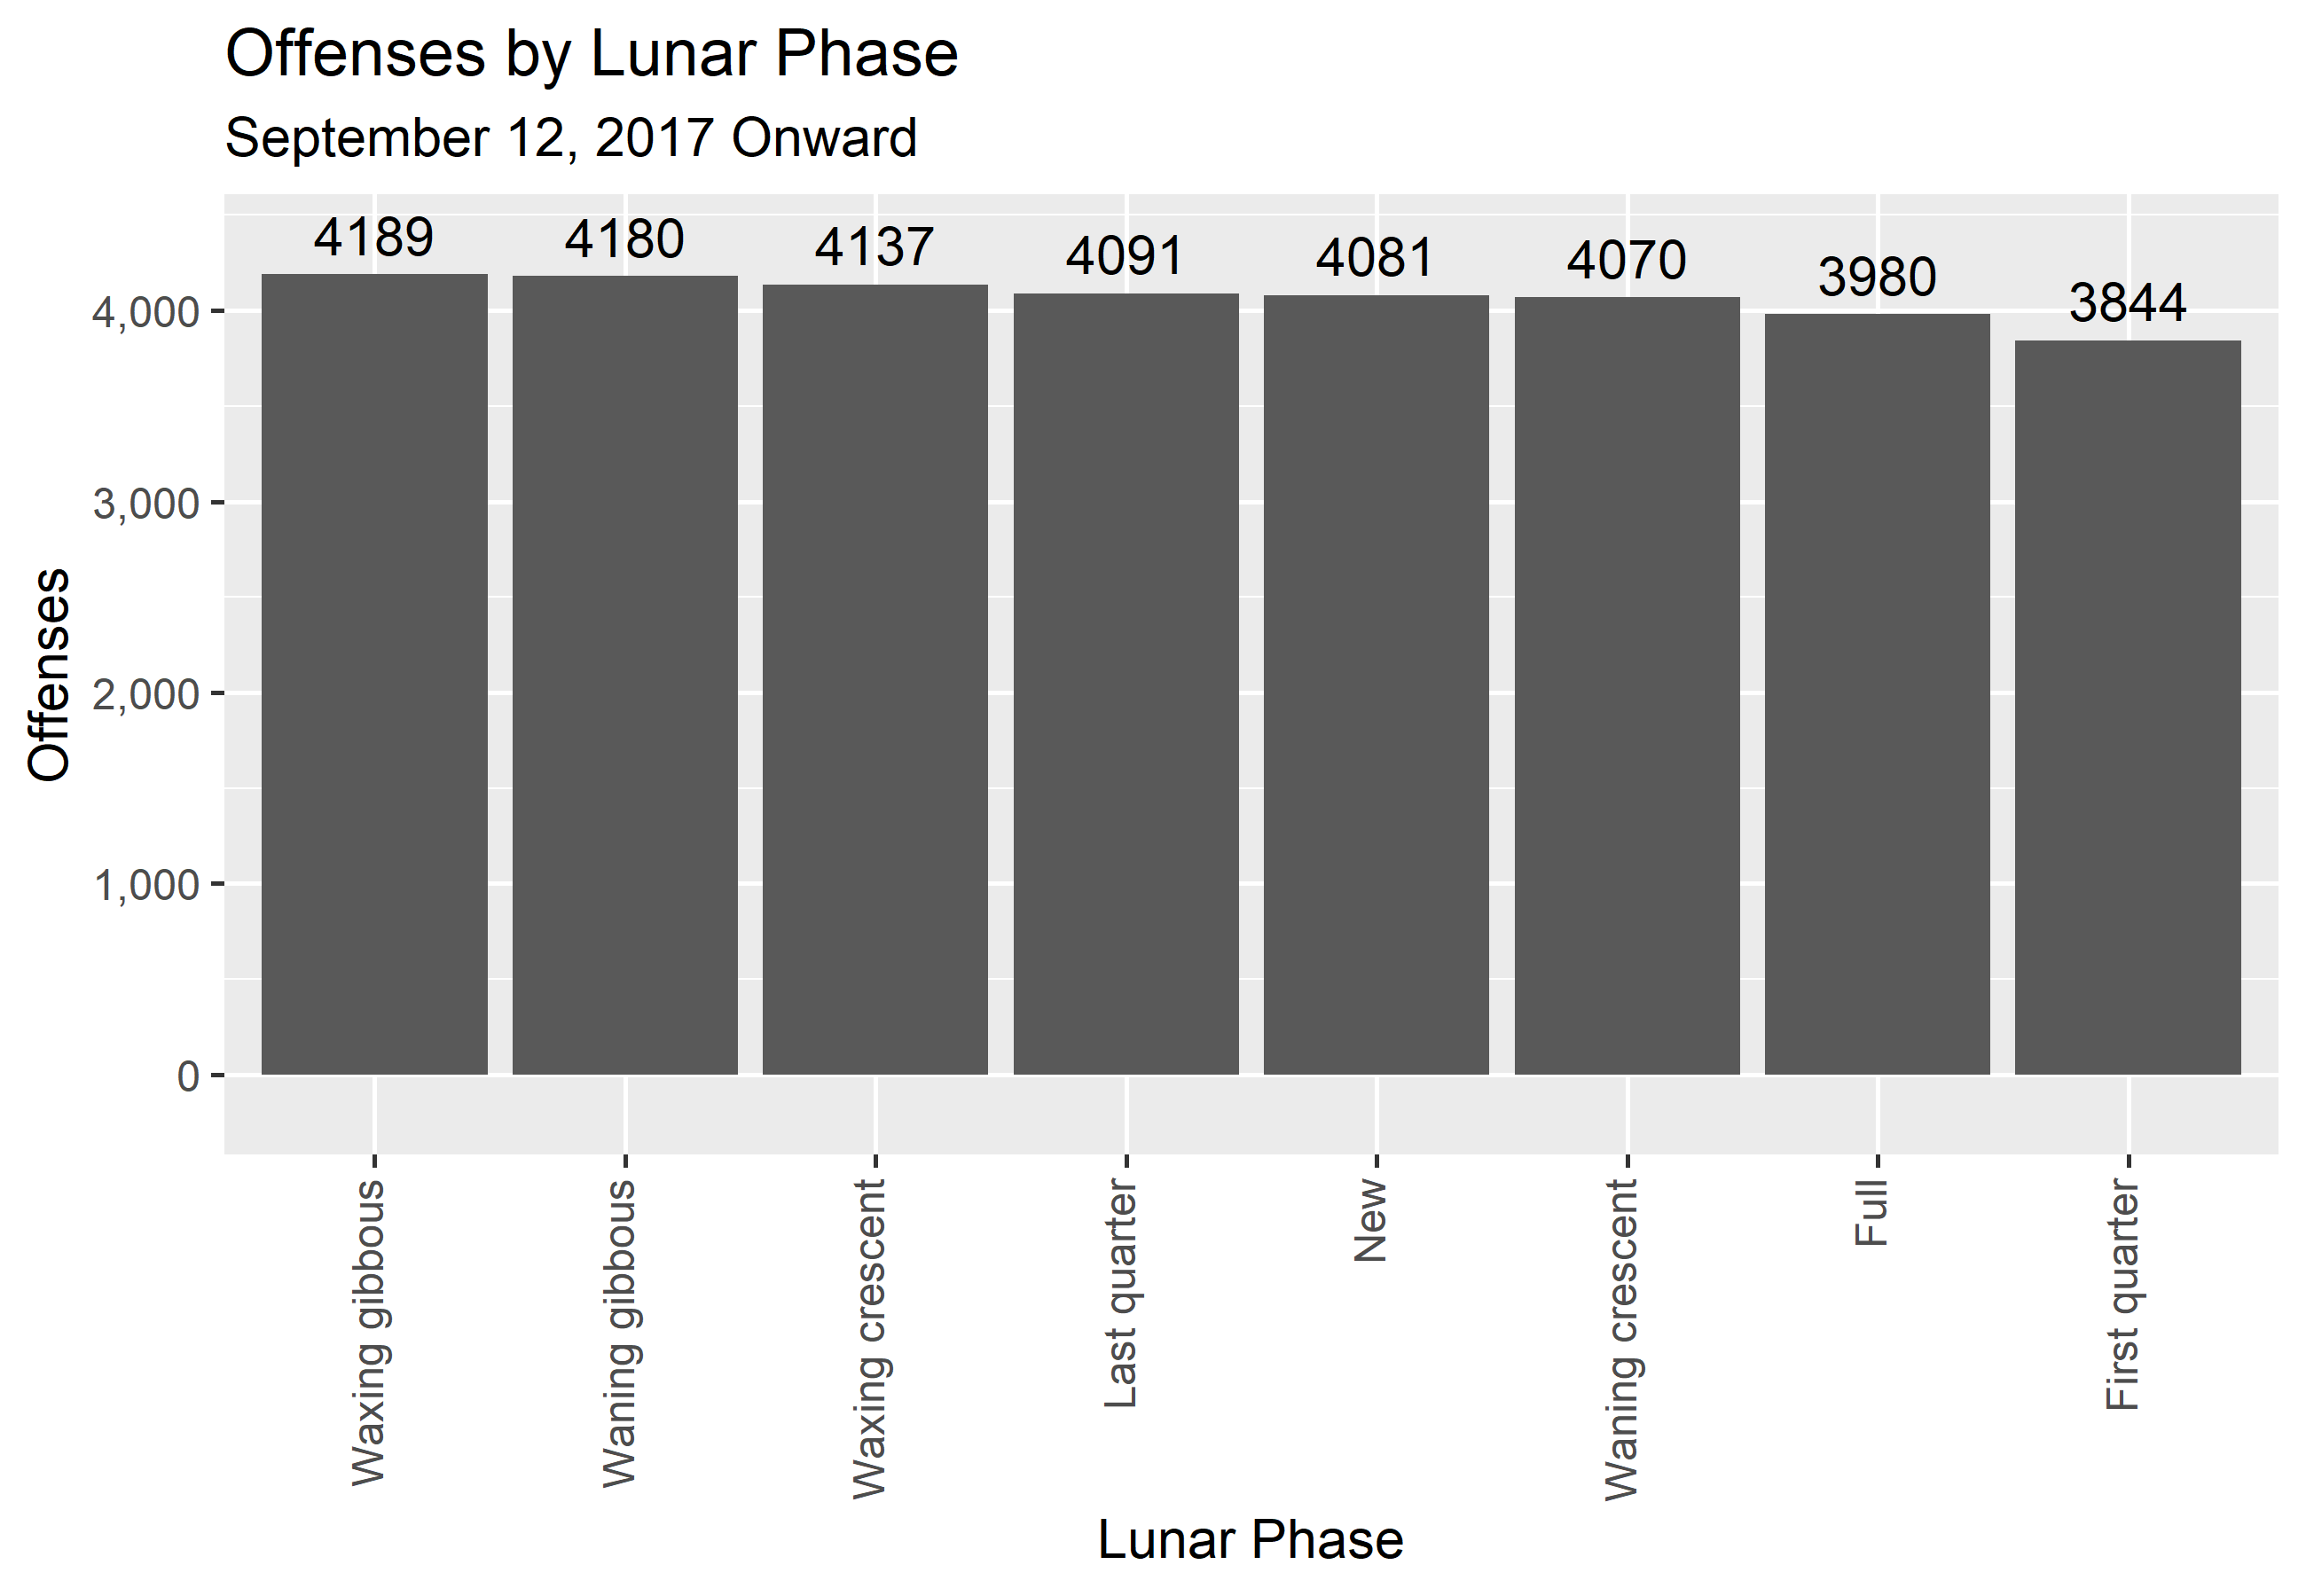 Offenses by Lunar Phase
September 12, 2017 Onward
4189 4180 4137 4091 4081 4070 3980 3844
4,000
3,000
2,000
1,000
0
Offenses
Waxing gibbous
Waning gibbous
Waxing crescent
Last quarter
New
Waning crescent
Full
First quarter
Lunar Phase